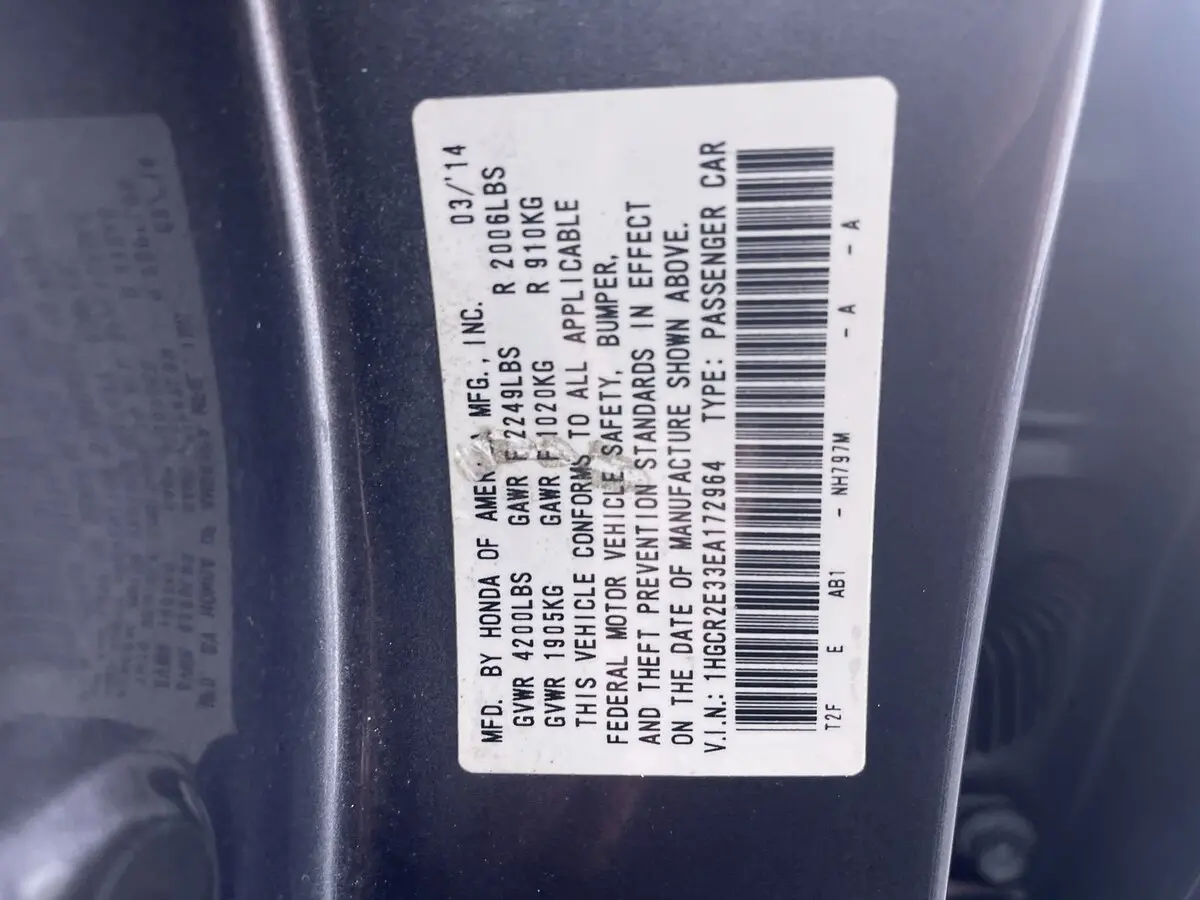 MFD. BY HONDA OF AMERICA MFG., INC. 03/'14
GVWR 4200LBS GAWR F 2249LBS R 2006LBS
GVWR 1905KG GAWR F 1020KG R 910KG
THIS VEHICLE CONFORMS TO ALL APPLICABLE
FEDERAL MOTOR VEHICLE SAFETY, BUMPER,
AND THEFT PREVENTION STANDARDS IN EFFECT
ON THE DATE OF MANUFACTURE SHOWN ABOVE.
V.I.N.: 1HGCR2E33EA172964 TYPE: PASSENGER CAR
T2F E AB1 - NH797M - A - A